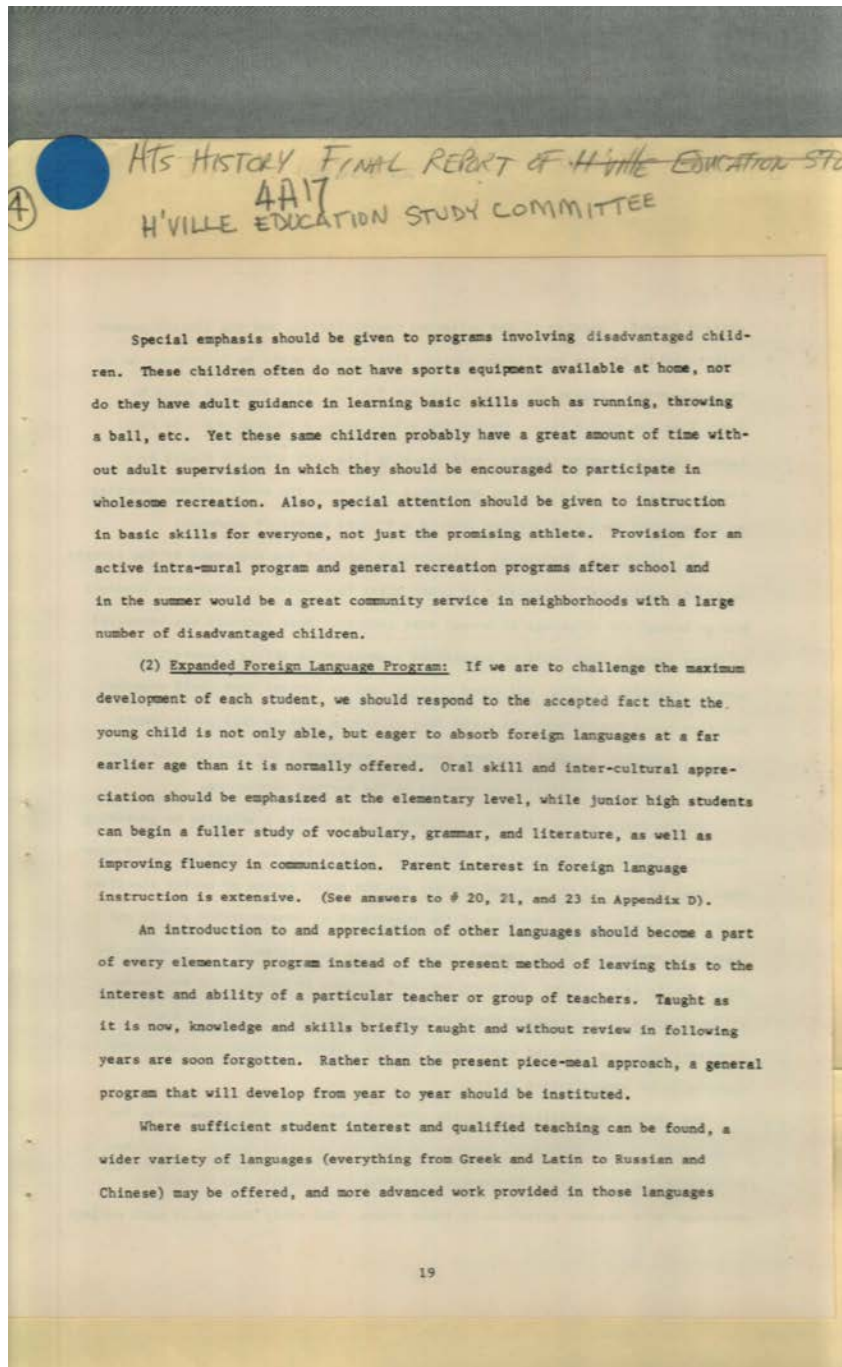 HTS HISTORY FINAL REPORT OF H'ville EDUCATION STU
4
4A17
H'VILLE EDUCATION STUDY COMMITTEE
Special emphasis should be given to programs involving disadvantaged child-
ren. These children often do not have sports equipment available at home, nor
do they have adult guidance in learning basic skills such as running, throwing
a ball, etc. Yet these same children probably have a great amount of time with-
out adult supervision in which they should be encouraged to participate in
wholesome recreation. Also, special attention should be given to instruction
in basic skills for everyone, not just the promising athlete. Provision for an
active intra-mural program and general recreation programs after school and
in the summer would be a great community service in neighborhoods with a large
number of disadvantaged children.
(2) Expanded Foreign Language Program: If we are to challenge the maximum
development of each student, we should respond to the accepted fact that the
young child is not only able, but eager to absorb foreign languages at a far
earlier age than it is normally offered. Oral skill and inter-cultural appre-
ciation should be emphasized at the elementary level, while junior high students
can begin a fuller study of vocabulary, grammar, and literature, as well as
improving fluency in communication. Parent interest in foreign language
instruction is extensive. (See answers to # 20, 21, and 23 in Appendix D).
An introduction to and appreciation of other languages should become a part
of every elementary program instead of the present method of leaving this to the
interest and ability of a particular teacher or group of teachers. Taught as
it is now, knowledge and skills briefly taught and without review in following
years are soon forgotten. Rather than the present piece-meal approach, a general
program that will develop from year to year should be instituted.
Where sufficient student interest and qualified teaching can be found, a
wider variety of languages (everything from Greek and Latin to Russian and
Chinese) may be offered, and more advanced work provided in those languages
19